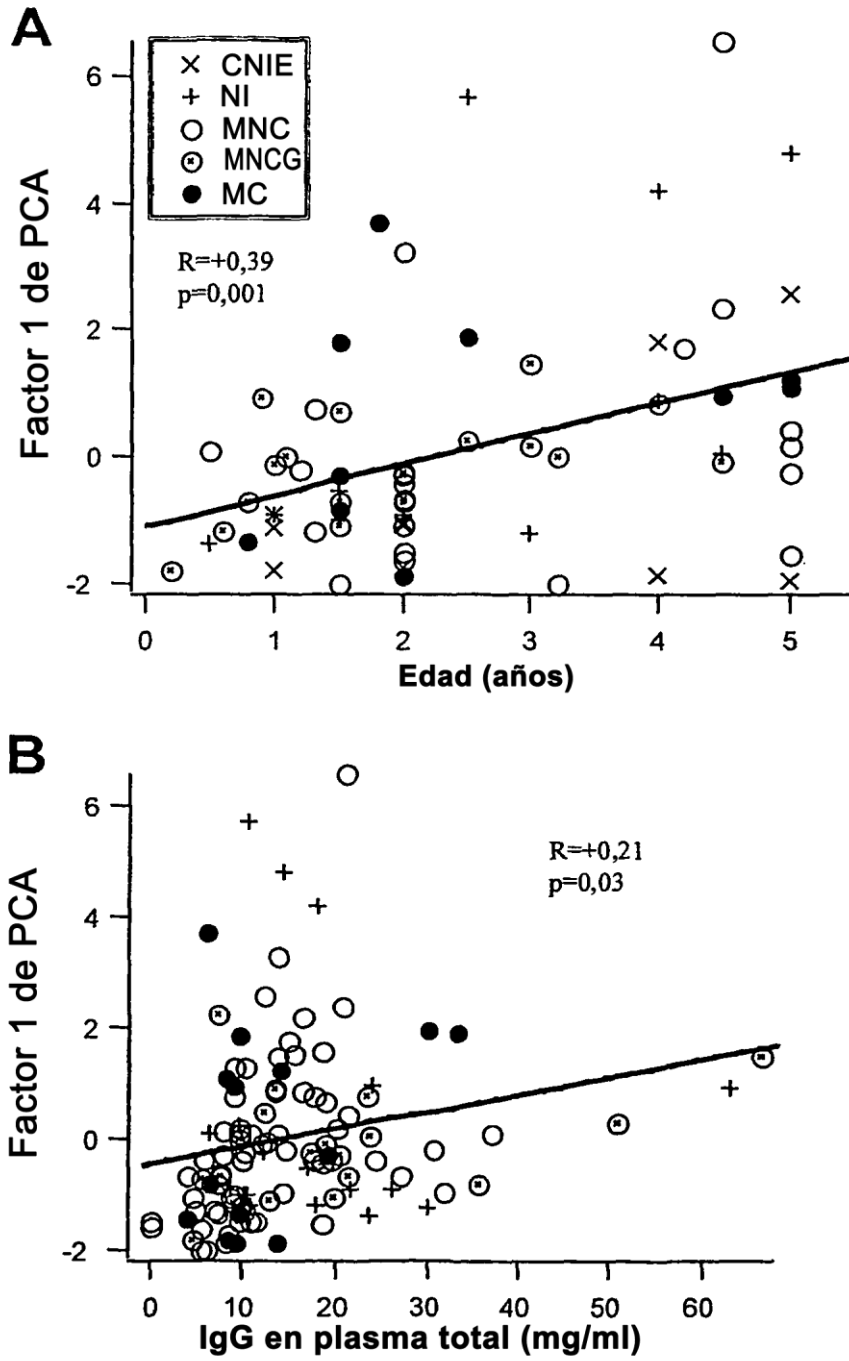 A
CNIE
NI
MNC
MNCG
MC
R=+0,39
p=0,001
Factor 1 de PCA
6
4
2
0
-2
0 1 2 3 4 5
Edad (años)
B
R=+0,21
p=0,03
Factor 1 de PCA
6
4
2
0
-2
0 10 20 30 40 50 60
IgG en plasma total (mg/ml)